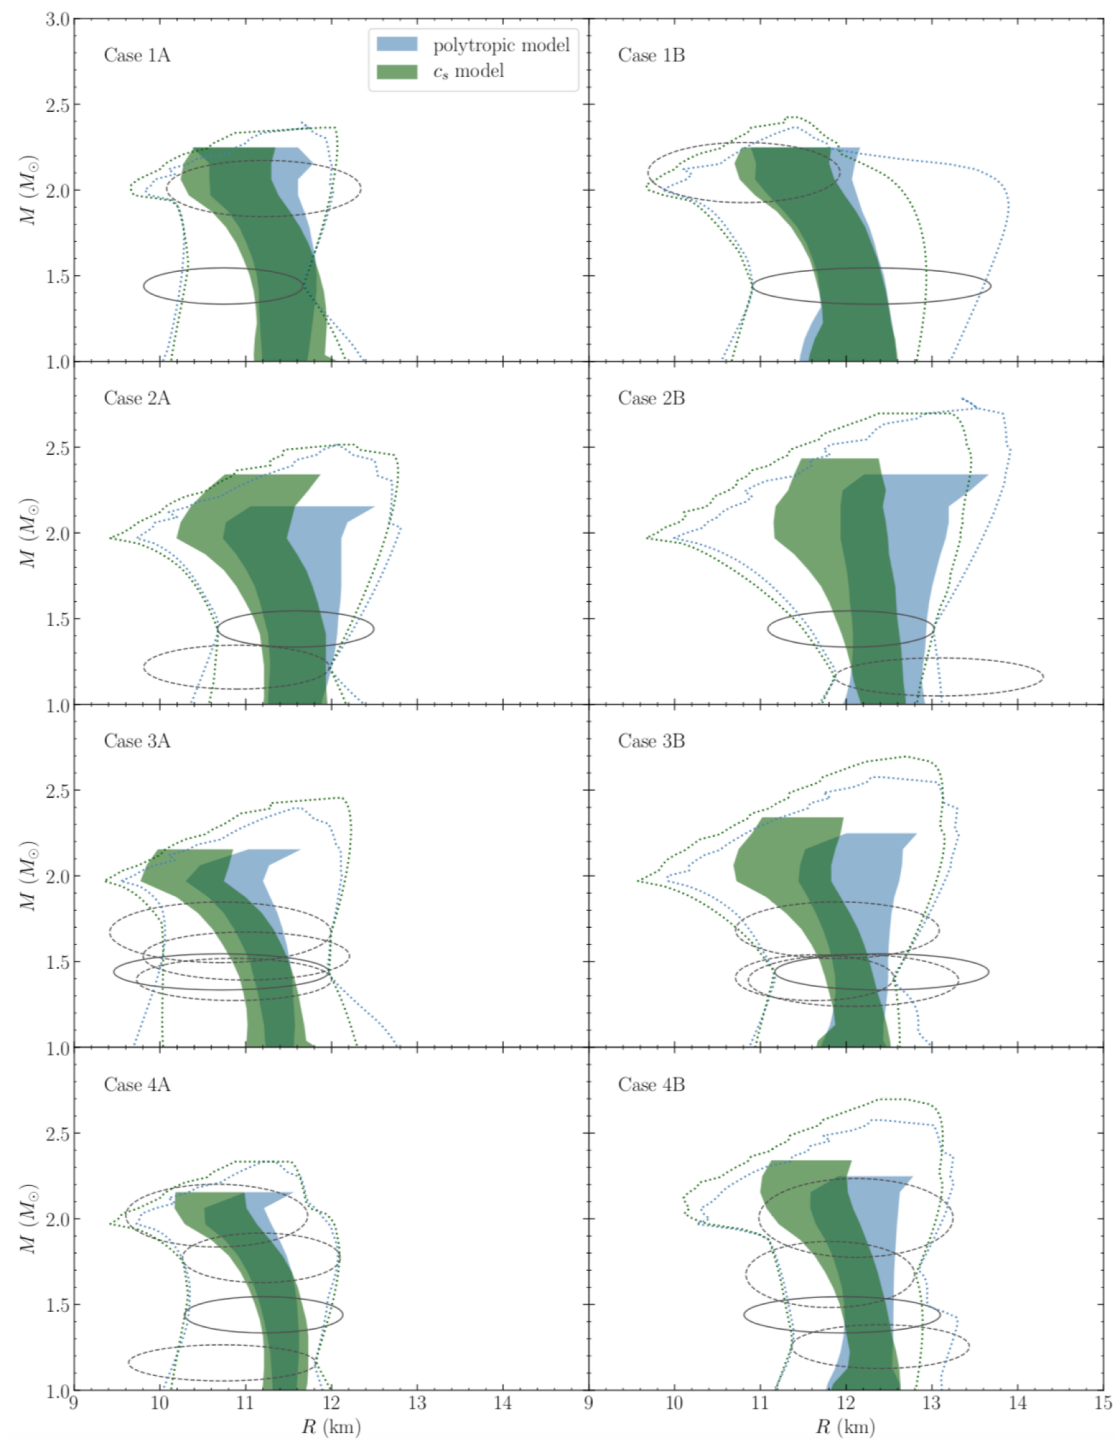 3.0
Case 1A
polytropic model
c_s model
Case 1B
2.5
M (M_⊙)
2.0
1.5
1.0
Case 2A
Case 2B
2.5
M (M_⊙)
2.0
1.5
1.0
Case 3A
Case 3B
2.5
M (M_⊙)
2.0
1.5
1.0
Case 4A
Case 4B
2.5
M (M_⊙)
2.0
1.5
1.0
9 10 11 12 13 14 9 10 11 12 13 14 15
R (km) R (km)